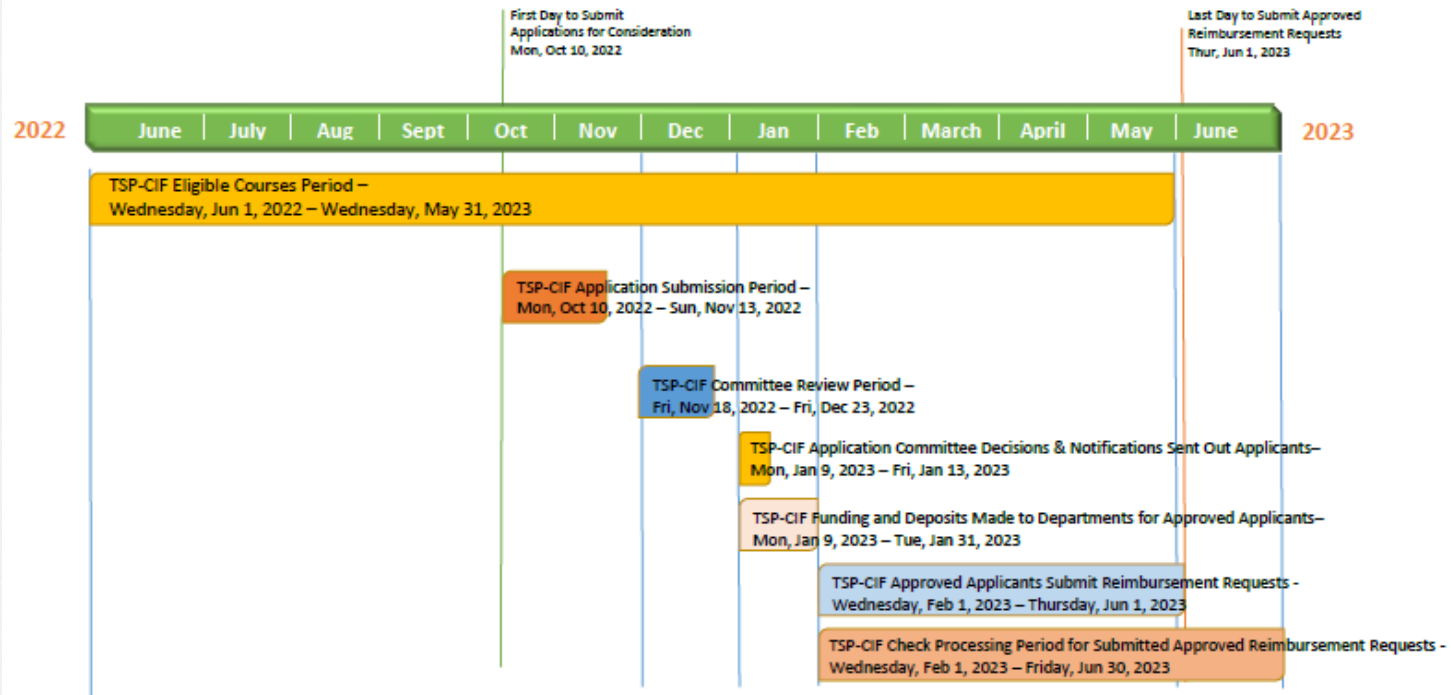 First Day to Submit
Applications for Consideration
Mon, Oct 10, 2022
Last Day to Submit Approved
Reimbursement Requests
Thur, Jun 1, 2023
2022 June July Aug Sept Oct Nov Dec Jan Feb March April May June 2023
TSP-CIF Eligible Courses Period –
Wednesday, Jun 1, 2022 – Wednesday, May 31, 2023
TSP-CIF Application Submission Period –
Mon, Oct 10, 2022 – Sun, Nov 13, 2022
TSP-CIF Committee Review Period –
Fri, Nov 18, 2022 – Fri, Dec 23, 2022
TSP-CIF Application Committee Decisions & Notifications Sent Out Applicants–
Mon, Jan 9, 2023 – Fri, Jan 13, 2023
TSP-CIF Funding and Deposits Made to Departments for Approved Applicants–
Mon, Jan 9, 2023 – Tue, Jan 31, 2023
TSP-CIF Approved Applicants Submit Reimbursement Requests -
Wednesday, Feb 1, 2023 – Thursday, Jun 1, 2023
TSP-CIF Check Processing Period for Submitted Approved Reimbursement Requests -
Wednesday, Feb 1, 2023 – Friday, Jun 30, 2023